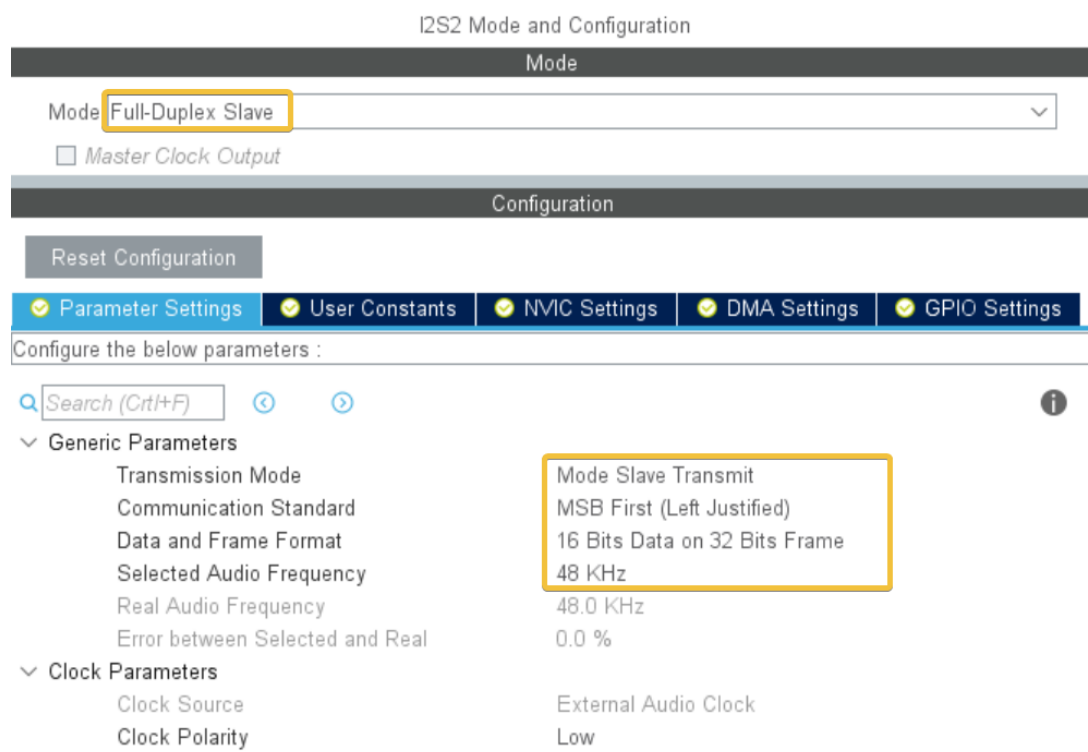 I2S2 Mode and Configuration
Mode
Mode Full-Duplex Slave
Master Clock Output
Configuration
Reset Configuration
Parameter Settings User Constants NVIC Settings DMA Settings GPIO Settings
Configure the below parameters :
Search (Crtl+F)
Generic Parameters
Transmission Mode Mode Slave Transmit
Communication Standard MSB First (Left Justified)
Data and Frame Format 16 Bits Data on 32 Bits Frame
Selected Audio Frequency 48 KHz
Real Audio Frequency 48.0 KHz
Error between Selected and Real 0.0 %
Clock Parameters
Clock Source External Audio Clock
Clock Polarity Low